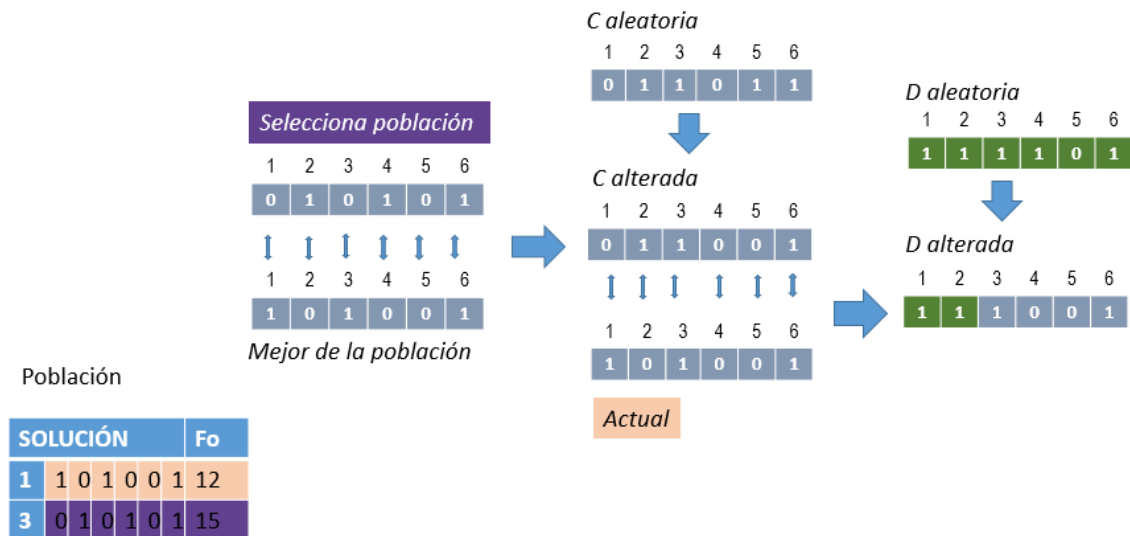 C aleatoria
1 2 3 4 5 6
0 1 1 0 1 1
D aleatoria
1 2 3 4 5 6
1 1 1 1 0 1
Selecciona población
1 2 3 4 5 6
0 1 0 1 0 1
C alterada
1 2 3 4 5 6
0 1 1 0 0 1
D alterada
1 2 3 4 5 6
1 1 1 0 0 1
1 2 3 4 5 6
1 0 1 0 0 1
Mejor de la población
1 2 3 4 5 6
1 0 1 0 0 1
Actual
Población
SOLUCIÓN Fo
1 1 0 1 0 0 1 12
3 0 1 0 1 0 1 15